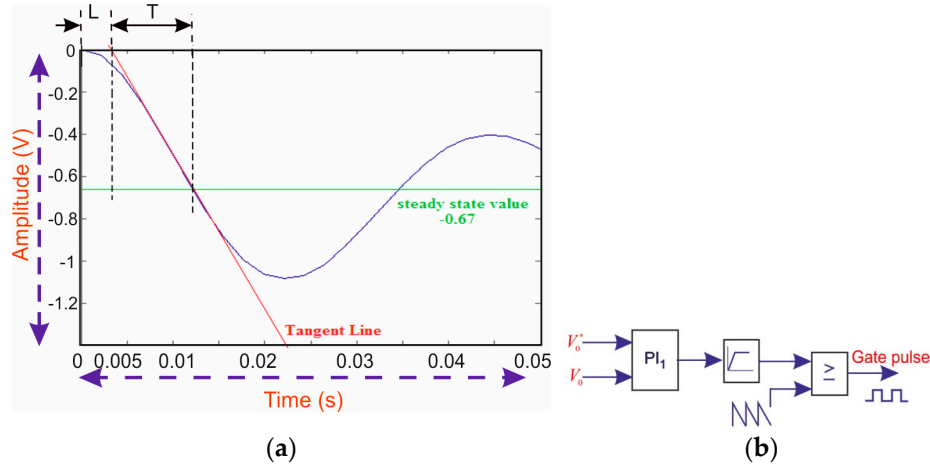 L T
0
-0.2
-0.4
-0.6
-0.8
-1
-1.2
Amplitude (V)
steady state value
-0.67
Tangent Line
0 0.005 0.01 0.02 0.03 0.04 0.05
Time (s)
(a)
V₀*
V₀
PI₁
≥
Gate pulse
(b)